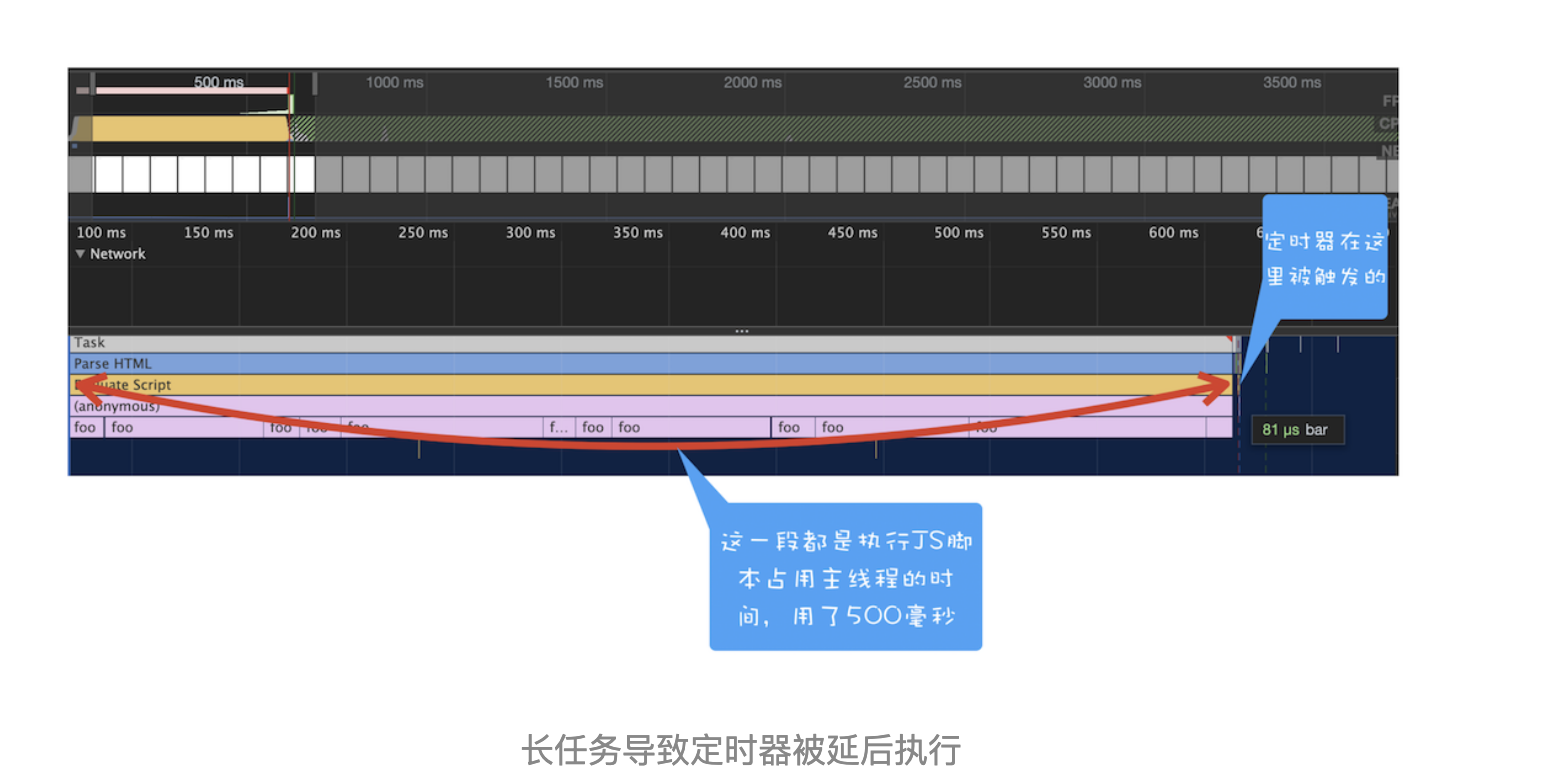 500 ms 1000 ms 1500 ms 2000 ms 2500 ms 3000 ms 3500 ms
FP
CP
NE
100 ms 150 ms 200 ms 250 ms 300 ms 350 ms 400 ms 450 ms 500 ms 550 ms 600 ms
定时器在这
里被触发的
Network
Task
Parse HTML
Script
(anonymous)
foo foo foo foo foo f... foo foo foo foo foo
81 µs bar
这一段都是执行JS脚
本占用主线程的时
间，用了500毫秒
长任务导致定时器被延后执行